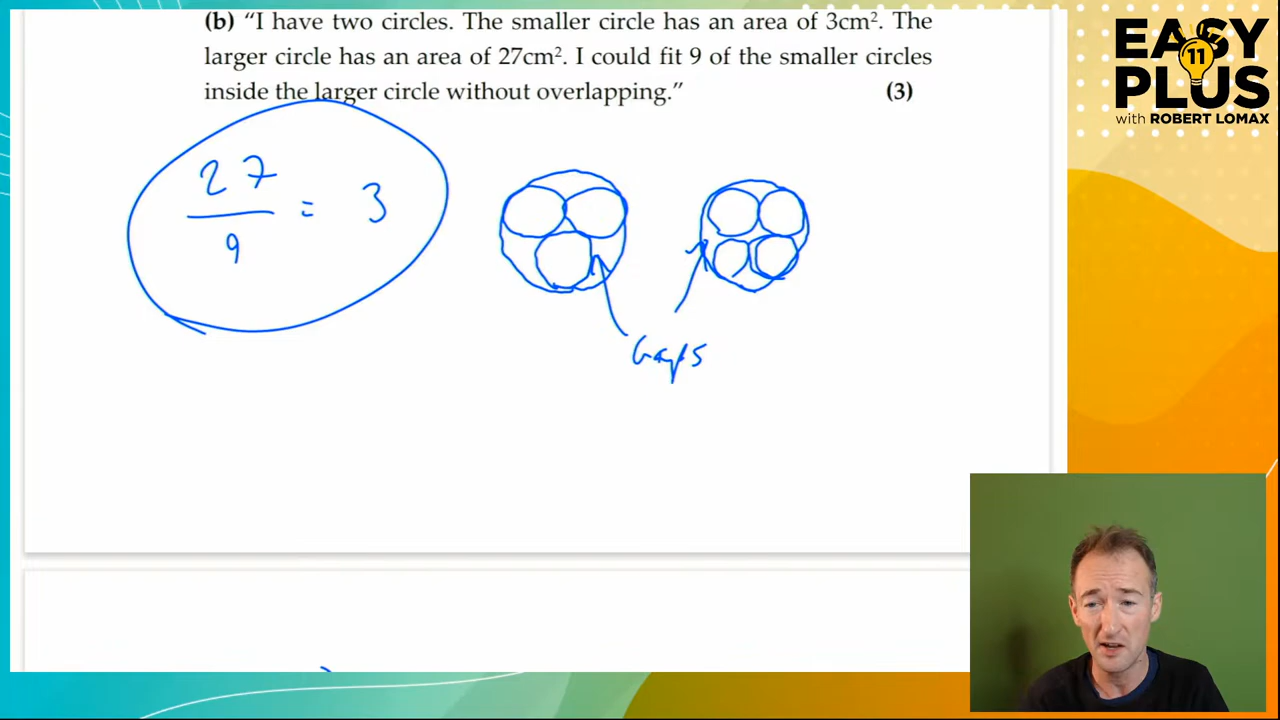 (b) “I have two circles. The smaller circle has an area of 3cm². The
larger circle has an area of 27cm². I could fit 9 of the smaller circles
inside the larger circle without overlapping.” (3)
27
9
= 3
Gaps
EASY
11
PLUS
with ROBERT LOMAX